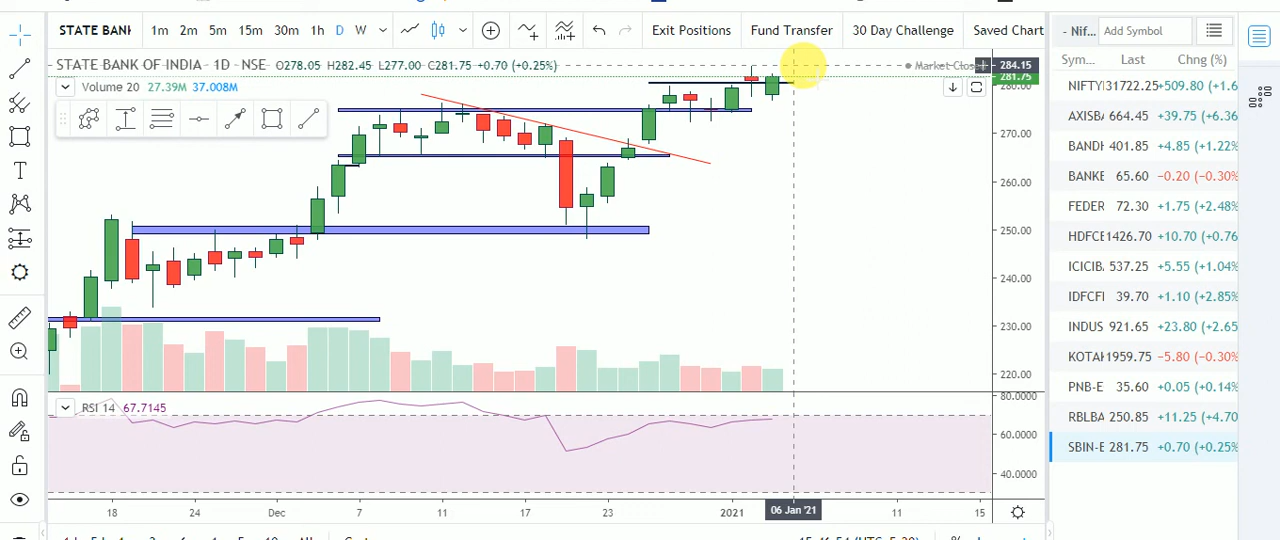 STATE BANK
1m 2m 5m 15m 30m 1h D W
Exit Positions Fund Transfer 30 Day Challenge Saved Chart
STATE BANK OF INDIA · 1D · NSE O278.05 H282.45 L277.00 C281.75 +0.70 (+0.25%)
Market Clos
284.15
281.75
280.00
270.00
260.00
250.00
240.00
230.00
220.00
Volume 20 27.39M 37.008M
RSI 14 67.7145
80.0000
60.0000
40.0000
18 24 Dec 7 11 17 23 2021 06 Jan '21 11 15
- Nif... Add Symbol
Sym... Last Chng (%)
NIFTY 31722.25 +509.80 (+1.6
AXISBA 664.45 +39.75 (+6.36
BANDH 401.85 +4.85 (+1.22%
BANKE 65.60 −0.20 (−0.30%
FEDER 72.30 +1.75 (+2.48%
HDFCB 1426.70 +10.70 (+0.76
ICICIB 537.25 +5.55 (+1.04%
IDFCFI 39.70 +1.10 (+2.85%
INDUS 921.65 +23.80 (+2.65
KOTAK 1959.75 −5.80 (−0.30%
PNB-E 35.60 +0.05 (+0.14%
RBLBA 250.85 +11.25 (+4.70
SBIN-E 281.75 +0.70 (+0.25%